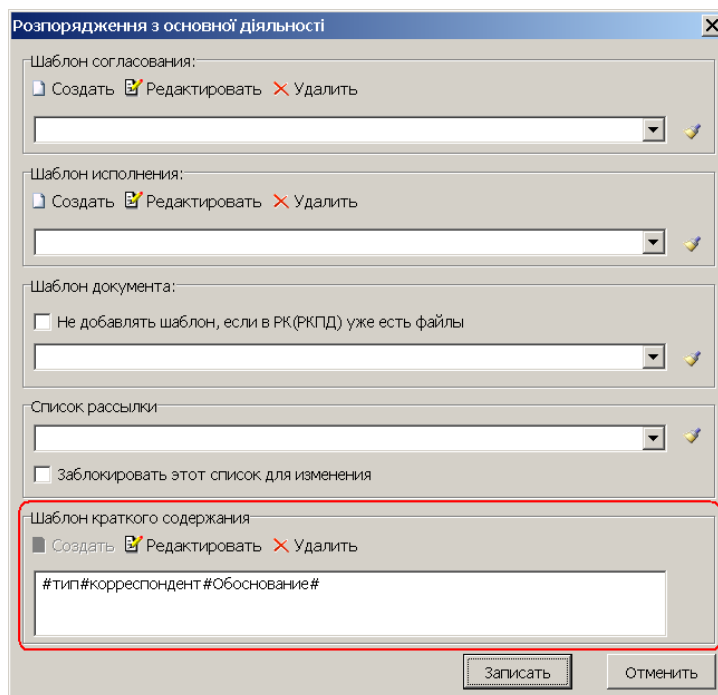 Розпорядження з основної діяльності
Шаблон согласования:
Создать Редактировать Удалить
Шаблон исполнения:
Создать Редактировать Удалить
Шаблон документа:
Не добавлять шаблон, если в РК(РКПД) уже есть файлы
Список рассылки
Заблокировать этот список для изменения
Шаблон краткого содержания
Создать Редактировать Удалить
#тип#корреспондент#Обоснование#
Записать Отменить